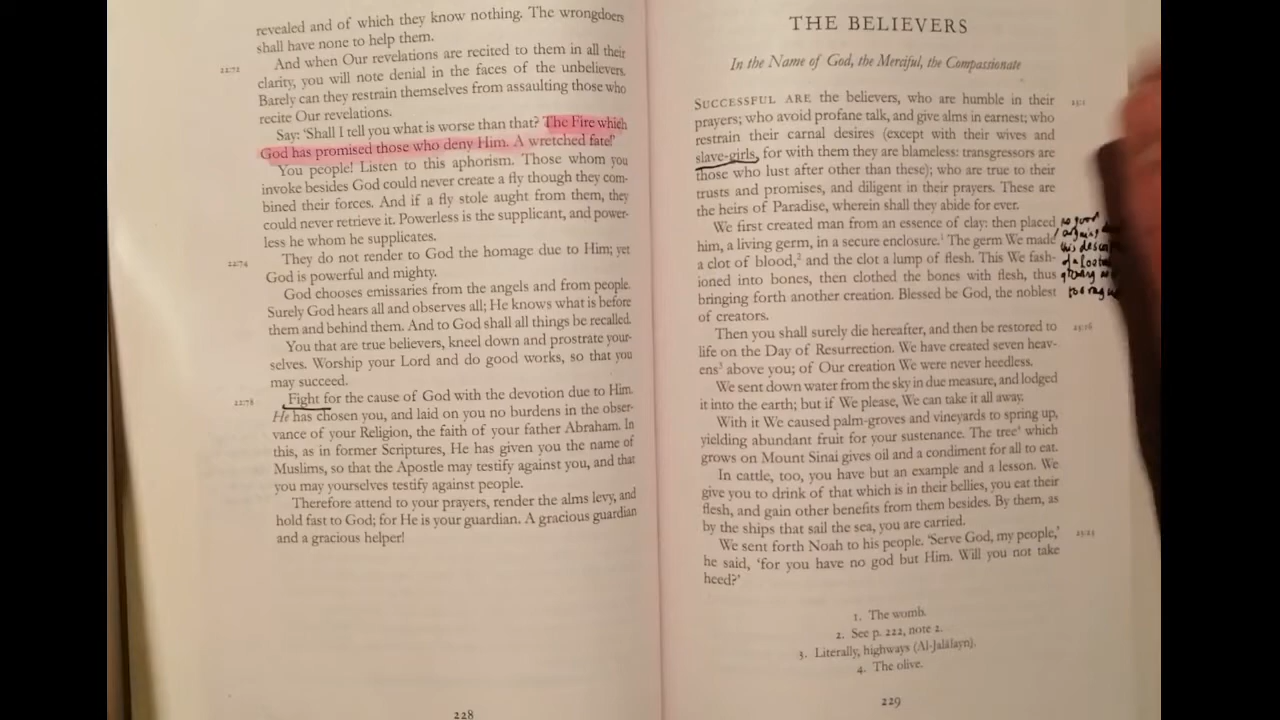 revealed and of which they know nothing. The wrongdoers
shall have none to help them.
22:72
And when Our revelations are recited to them in all their
clarity, you will note denial in the faces of the unbelievers.
Barely can they restrain themselves from assaulting those who
recite Our revelations.
Say: 'Shall I tell you what is worse than that? The Fire which
God has promised those who deny Him. A wretched fate!'
You people! Listen to this aphorism. Those whom you
invoke besides God could never create a fly though they com-
bined their forces. And if a fly stole aught from them, they
could never retrieve it. Powerless is the supplicant, and power-
less he whom he supplicates.
22:74
They do not render to God the homage due to Him; yet
God is powerful and mighty.
God chooses emissaries from the angels and from people.
Surely God hears all and observes all; He knows what is before
them and behind them. And to God shall all things be recalled.
You that are true believers, kneel down and prostrate your-
selves. Worship your Lord and do good works, so that you
may succeed.
22:78
Fight for the cause of God with the devotion due to Him.
He has chosen you, and laid on you no burdens in the obser-
vance of your Religion, the faith of your father Abraham. In
this, as in former Scriptures, He has given you the name of
Muslims, so that the Apostle may testify against you, and that
you may yourselves testify against people.
Therefore attend to your prayers, render the alms levy, and
hold fast to God; for He is your guardian. A gracious guardian
and a gracious helper!
228
THE BELIEVERS
In the Name of God, the Merciful, the Compassionate
SUCCESSFUL ARE the believers, who are humble in their
23:1
prayers; who avoid profane talk, and give alms in earnest; who
restrain their carnal desires (except with their wives and
slave-girls, for with them they are blameless: transgressors are
those who lust after other than these); who are true to their
trusts and promises, and diligent in their prayers. These are
the heirs of Paradise, wherein shall they abide for ever.
We first created man from an essence of clay: then placed
him, a living germ, in a secure enclosure.¹ The germ We made
a clot of blood,² and the clot a lump of flesh. This We fash-
ioned into bones, then clothed the bones with flesh, thus
bringing forth another creation. Blessed be God, the noblest
of creators.
no good
this
Then you shall surely die hereafter, and then be restored to
23:16
life on the Day of Resurrection. We have created seven heav-
ens³ above you; of Our creation We were never heedless.
We sent down water from the sky in due measure, and lodged
it into the earth; but if We please, We can take it all away.
With it We caused palm-groves and vineyards to spring up,
yielding abundant fruit for your sustenance. The tree⁴ which
grows on Mount Sinai gives oil and a condiment for all to eat.
In cattle, too, you have but an example and a lesson. We
give you to drink of that which is in their bellies, you eat their
flesh, and gain other benefits from them besides. By them, as
by the ships that sail the sea, you are carried.
We sent forth Noah to his people. 'Serve God, my people,'
23:23
he said, 'for you have no god but Him. Will you not take
heed?'
1. The womb.
2. See p. 222, note 2.
3. Literally, highways (Al-Jalālayn).
4. The olive.
229